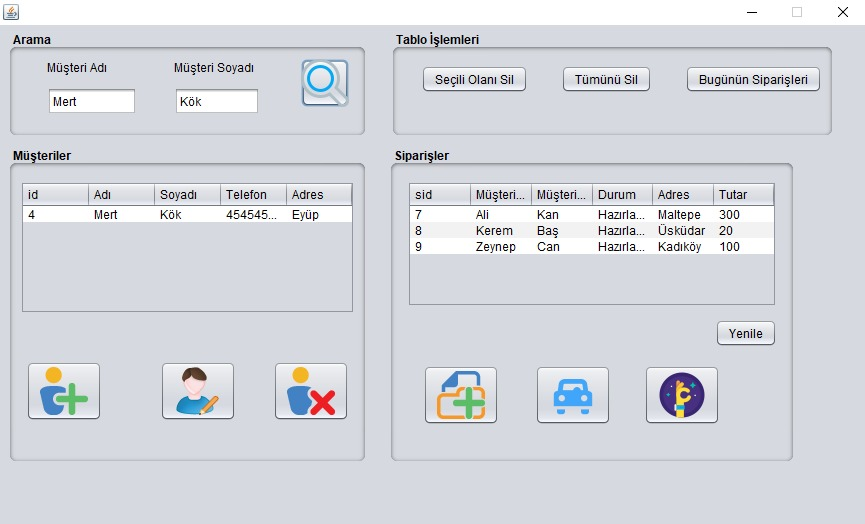 Arama
Müşteri Adı Müşteri Soyadı
Mert Kök
Tablo İşlemleri
Seçili Olanı Sil Tümünü Sil Bugünün Siparişleri
Müşteriler
id Adı Soyadı Telefon Adres
4 Mert Kök 454545... Eyüp
Siparişler
sid Müşteri... Müşteri... Durum Adres Tutar
7 Ali Kan Hazırla... Maltepe 300
8 Kerem Baş Hazırla... Üsküdar 20
9 Zeynep Can Hazırla... Kadıköy 100
Yenile